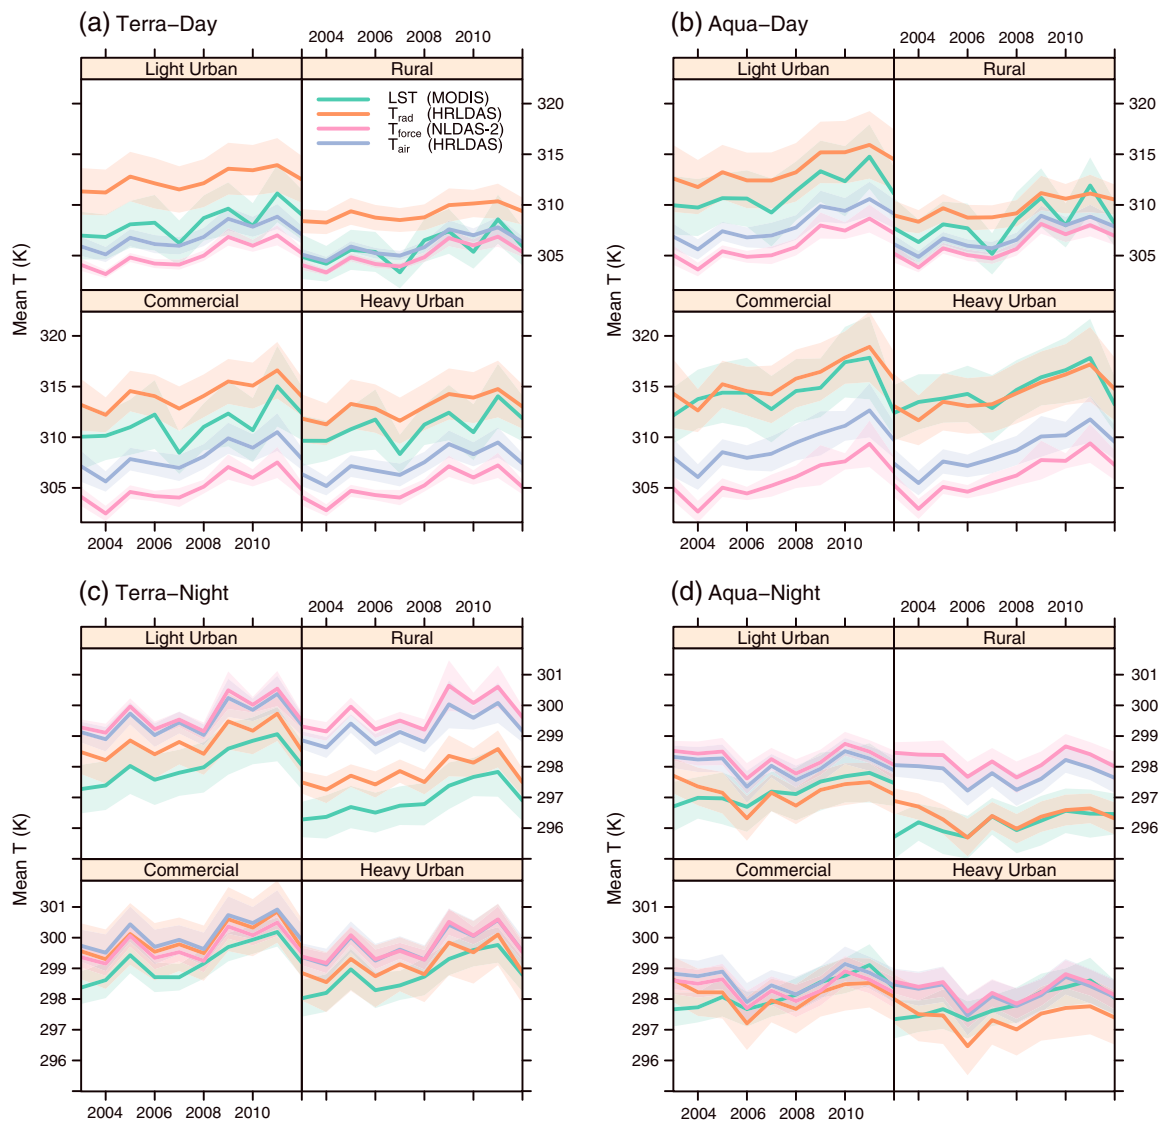 (a) Terra−Day
2004 2006 2008 2010
Light Urban Rural
LST (MODIS)
Trad (HRLDAS)
Tforce (NLDAS-2)
Tair (HRLDAS)
320
315
310
305
Mean T (K)
Commercial Heavy Urban
320
315
310
305
2004 2006 2008 2010
(b) Aqua−Day
2004 2006 2008 2010
Light Urban Rural
320
315
310
305
Mean T (K)
Commercial Heavy Urban
320
315
310
305
2004 2006 2008 2010
(c) Terra−Night
2004 2006 2008 2010
Light Urban Rural
301
300
299
298
297
296
Mean T (K)
Commercial Heavy Urban
301
300
299
298
297
296
2004 2006 2008 2010
(d) Aqua−Night
2004 2006 2008 2010
Light Urban Rural
301
300
299
298
297
296
Mean T (K)
Commercial Heavy Urban
301
300
299
298
297
296
2004 2006 2008 2010